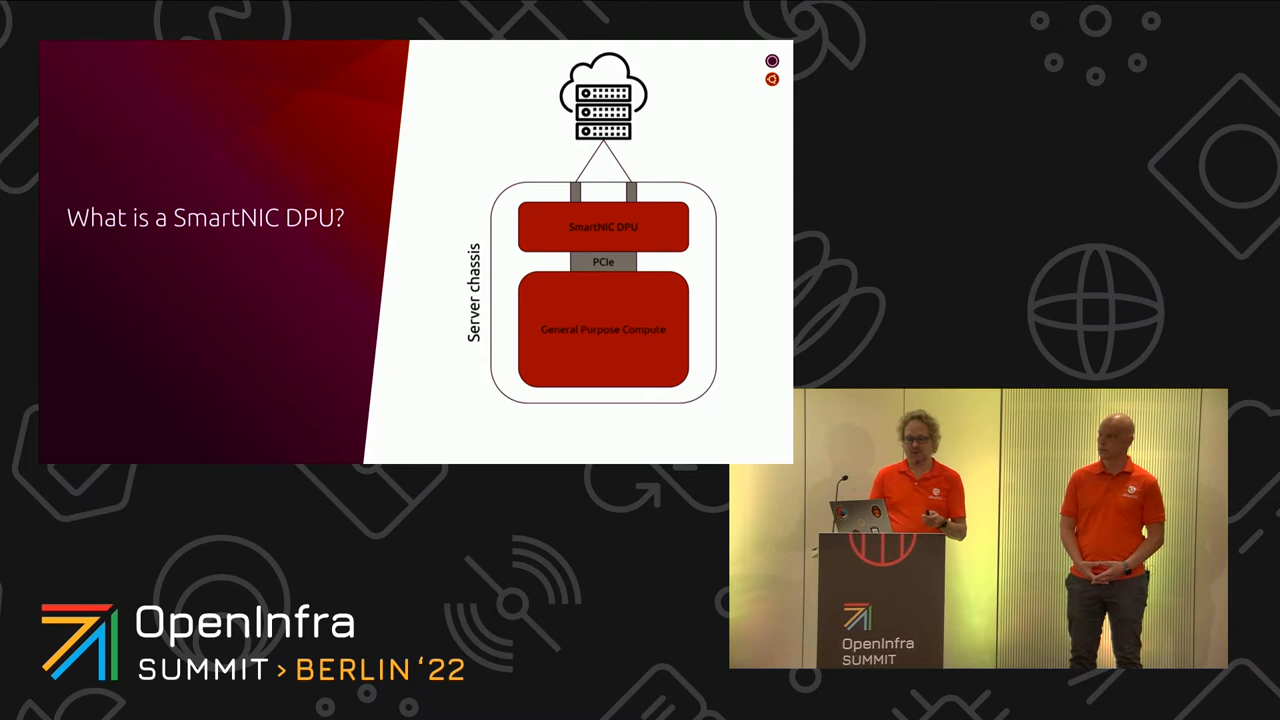 What is a SmartNIC DPU?
SmartNIC DPU
PCIe
Server chassis
General Purpose Compute
OpenInfra
SUMMIT > BERLIN ‘22
OpenInfra
SUMMIT